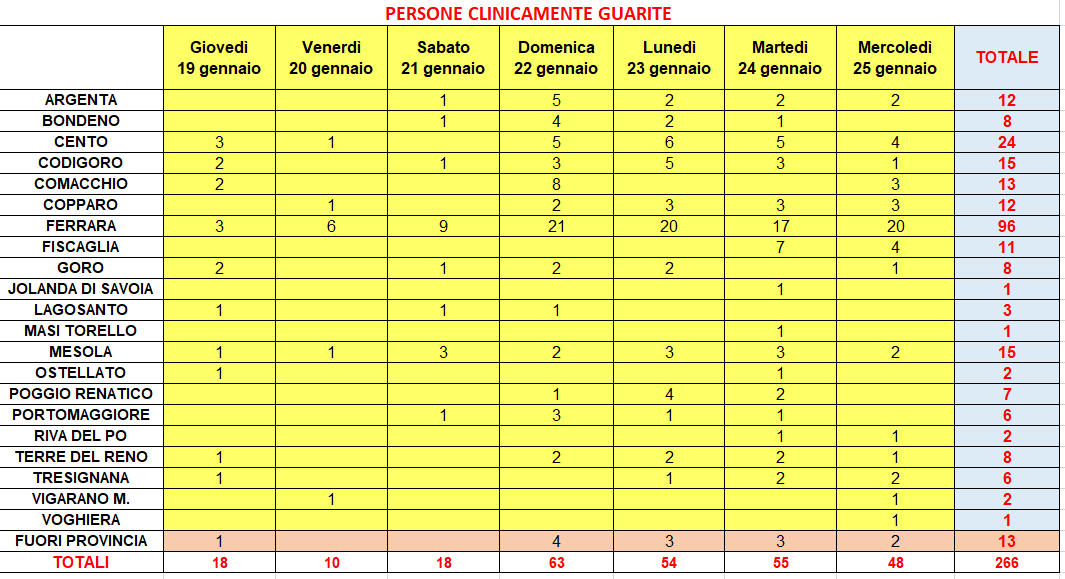 PERSONE CLINICAMENTE GUARITE
Giovedì 19 gennaio Venerdì 20 gennaio Sabato 21 gennaio Domenica 22 gennaio Lunedì 23 gennaio Martedì 24 gennaio Mercoledì 25 gennaio TOTALE
ARGENTA 1 5 2 2 2 12
BONDENO 1 4 2 1 8
CENTO 3 1 5 6 5 4 24
CODIGORO 2 1 3 5 3 1 15
COMACCHIO 2 8 3 13
COPPARO 1 2 3 3 3 12
FERRARA 3 6 9 21 20 17 20 96
FISCAGLIA 7 4 11
GORO 2 1 2 2 1 8
JOLANDA DI SAVOIA 1 1
LAGOSANTO 1 1 1 3
MASI TORELLO 1 1
MESOLA 1 1 3 2 3 3 2 15
OSTELLATO 1 1 2
POGGIO RENATICO 1 4 2 7
PORTOMAGGIORE 1 3 1 1 6
RIVA DEL PO 1 1 2
TERRE DEL RENO 1 2 2 2 1 8
TRESIGNANA 1 1 2 2 6
VIGARANO M. 1 1 2
VOGHIERA 1 1
FUORI PROVINCIA 1 4 3 3 2 13
TOTALI 18 10 18 63 54 55 48 266